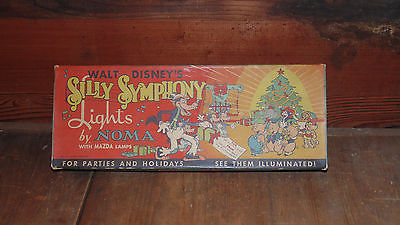 WALT DISNEY'S
SILLY SYMPHONY
Lights
by NOMA
WITH MAZDA LAMPS
FOR PARTIES AND HOLIDAYS
SEE THEM ILLUMINATED!